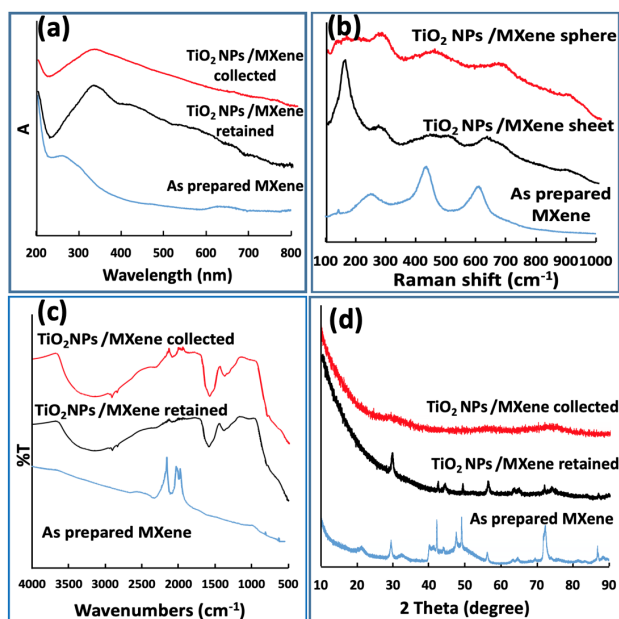 (a)
TiO2 NPs /MXene
collected
TiO2 NPs /MXene
retained
As prepared MXene
A
200 300 400 500 600 700 800
Wavelength (nm)
(b)
TiO2 NPs /MXene sphere
TiO2 NPs /MXene sheet
As prepared
MXene
100 200 300 400 500 600 700 800 900 1000
Raman shift (cm-1)
(c)
TiO2NPs /MXene collected
TiO2NPs /MXene retained
As prepared MXene
%T
4000 3500 3000 2500 2000 1500 1000 500
Wavenumbers (cm-1)
(d)
TiO2 NPs /MXene collected
TiO2 NPs /MXene retained
As prepared MXene
10 20 30 40 50 60 70 80 90
2 Theta (degree)